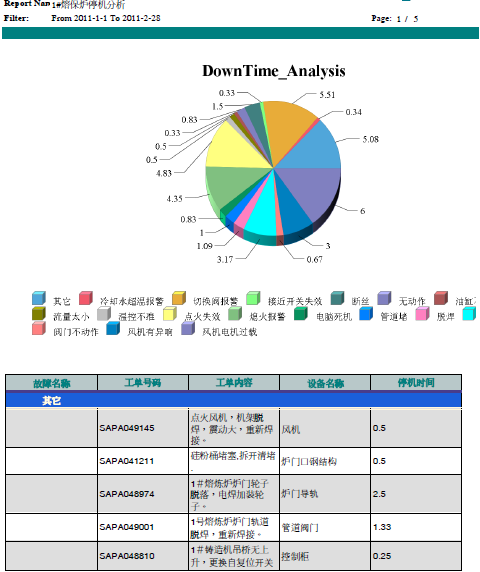 Report Nam 1#熔保炉停机分析
Filter: From 2011-1-1 To 2011-2-28
Page: 1 / 5
DownTime_Analysis
0.33
5.51
1.5
0.34
0.83
0.33
5.08
0.5
0.5
4.83
4.35
6
0.83
1
3
1.09
0.67
3.17
其它 冷却水超温报警 切换阀报警 接近开关失效 断丝 无动作 油缸
流量太小 温控不准 点火失效 熄火报警 电脑死机 管道堵 脱焊
阀门不动作 风机有异响 风机电机过载
故障名称 工单号码 工单内容 设备名称 停机时间
其它
点火风机，机架脱
SAPA049145 焊，震动大，重新焊 风机 0.5
接。
SAPA041211 硅粉桶堵塞,拆开清堵 炉门口钢结构 0.5
.
1＃熔炼炉炉门轮子
SAPA048974 脱落，电焊加装轮 炉门导轨 2.5
子。
SAPA049001 1号熔炼炉炉门轨道 管道阀门 1.33
脱焊，重新焊接。
SAPA048810 1＃铸造机吊桥无上 控制柜 0.25
升，更换自复位开关